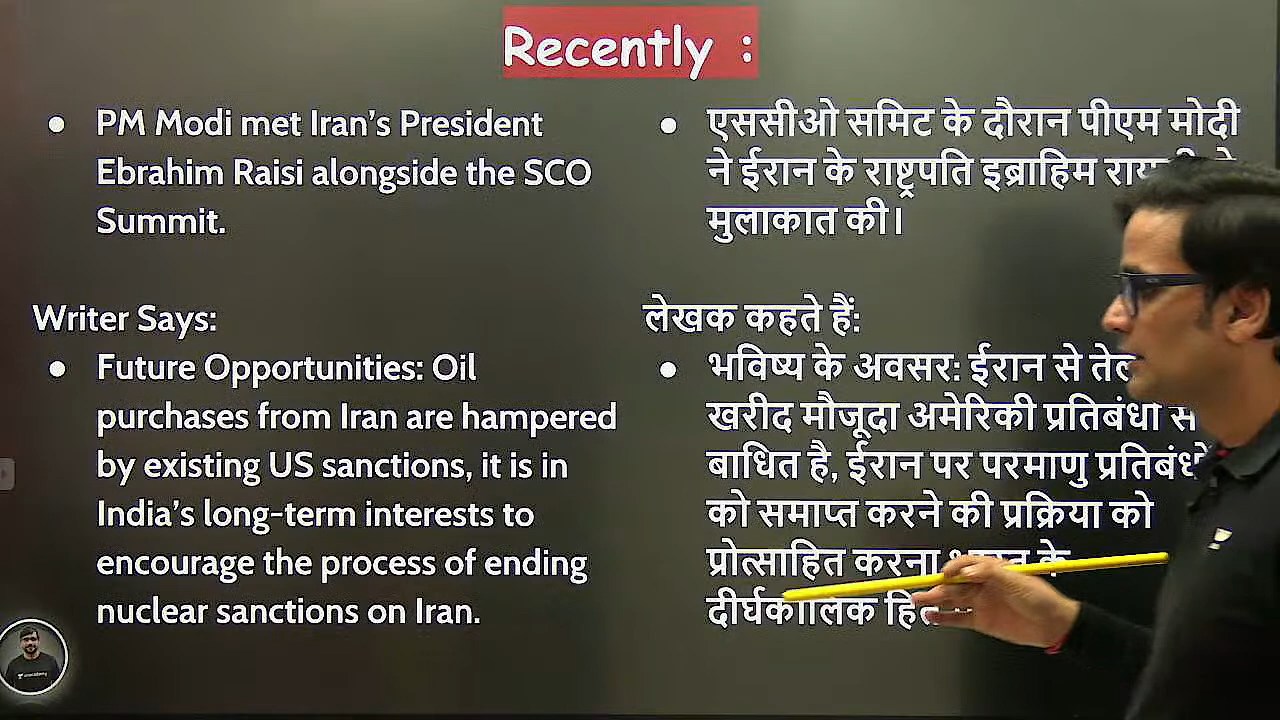 Recently :
PM Modi met Iran's President
Ebrahim Raisi alongside the SCO
Summit.
Writer Says:
Future Opportunities: Oil
purchases from Iran are hampered
by existing US sanctions, it is in
India's long-term interests to
encourage the process of ending
nuclear sanctions on Iran.
एससीओ समिट के दौरान पीएम मोदी
ने ईरान के राष्ट्रपति इब्राहिम
मुलाकात की।
लेखक कहते हैं:
भविष्य के अवसर: ईरान से
खरीद मौजूदा अमेरिकी प्रतिबंधों से
बाधित है, ईरान पर परमाणु प्रतिबंधों
को समाप्त करने की प्रक्रिया को
प्रोत्साहित करना के
दीर्घकालिक